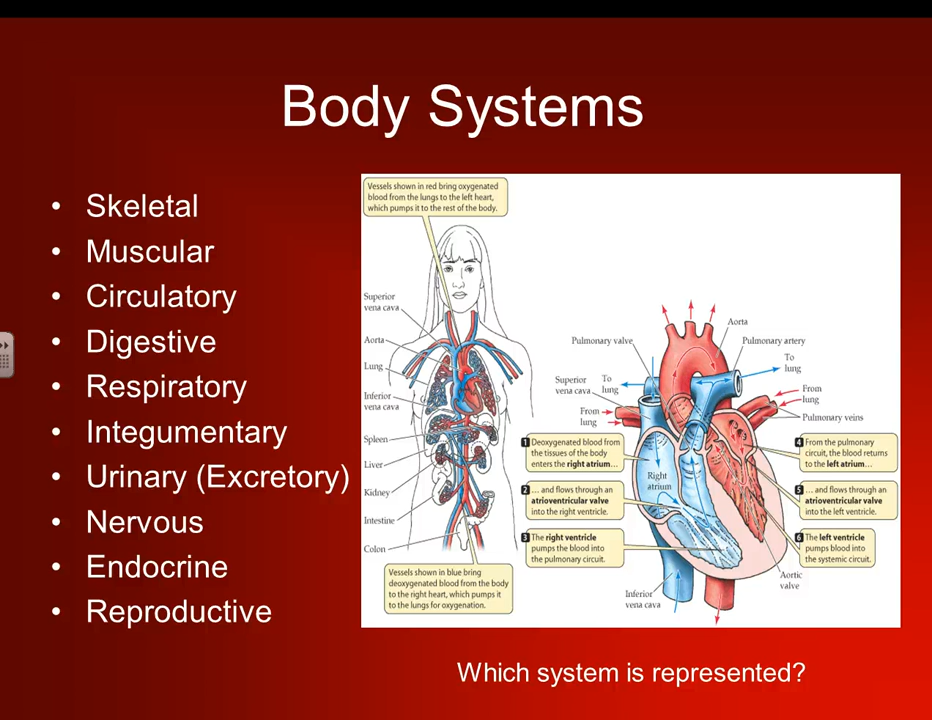 Body Systems
• Skeletal
• Muscular
• Circulatory
• Digestive
• Respiratory
• Integumentary
• Urinary (Excretory)
• Nervous
• Endocrine
• Reproductive
Vessels shown in red bring oxygenated
blood from the lungs to the left heart,
which pumps it to the rest of the body.
Superior
vena cava
Aorta
Lung
Inferior
vena cava
Spleen
Liver
Kidney
Intestine
Colon
Vessels shown in blue bring
deoxygenated blood from the body
to the right heart, which pumps it
to the lungs for oxygenation.
Aorta
Pulmonary valve
Pulmonary artery
To
lung
Superior
vena cava
To
lung
From
lung
From
lung
Pulmonary veins
1 Deoxygenated blood from
the tissues of the body
enters the right atrium...
Right
atrium
2 ... and flows through an
atrioventricular valve
into the right ventricle.
3 The right ventricle
pumps the blood into
the pulmonary circuit.
4 From the pulmonary
circuit, the blood returns
to the left atrium...
5 ... and flows through an
atrioventricular valve
into the left ventricle.
6 The left ventricle
pumps blood into
the systemic circuit.
Aortic
valve
Inferior
vena cava
Which system is represented?